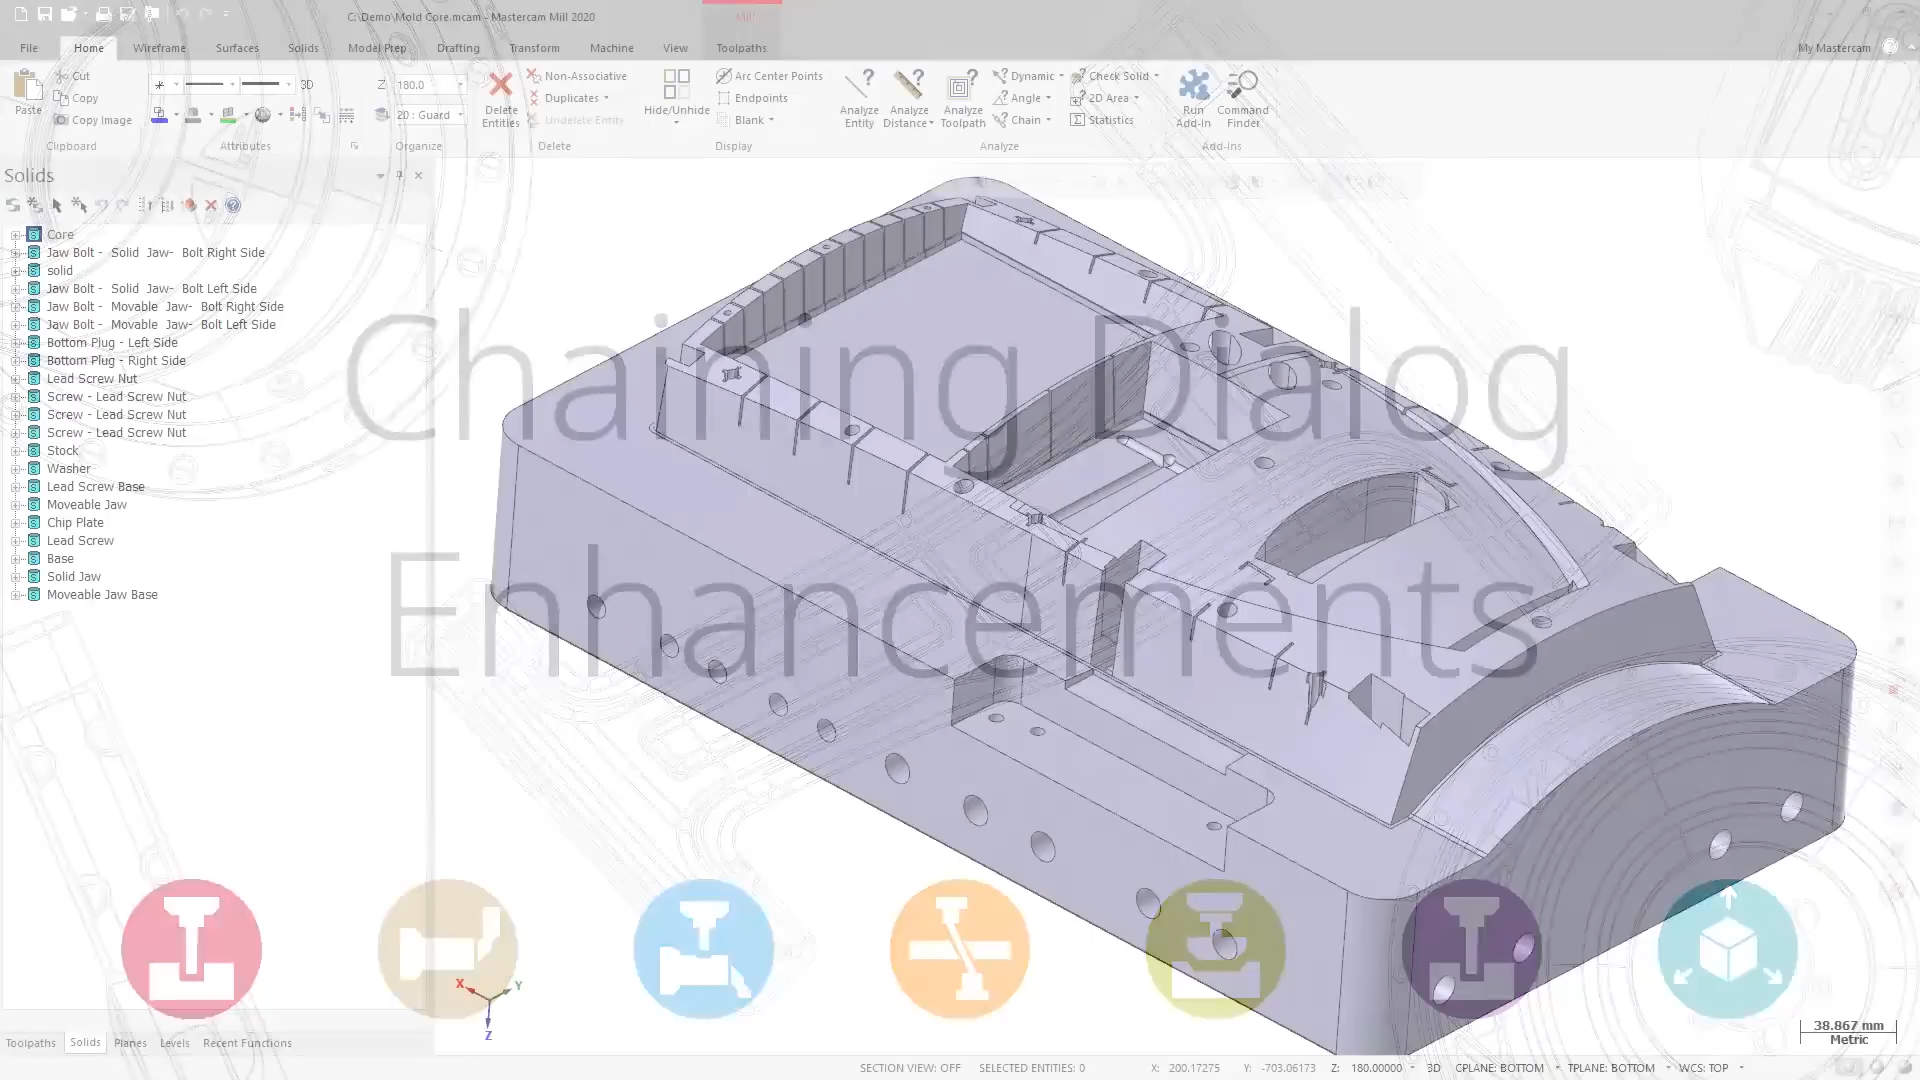 C:\Demo\Mold Core.mcam - Mastercam Mill 2020
Mill
File Home Wireframe Surfaces Solids Model Prep Drafting Transform Machine View Toolpaths My Mastercam
Paste
Cut
Copy
Copy Image
Clipboard
3D
Attributes
Z 180.0
20 : Guard
Organize
Delete Entities
Non-Associative
Duplicates
Undelete Entity
Delete
Hide/Unhide
Arc Center Points
Endpoints
Blank
Display
Analyze Entity
Analyze Distance
Analyze Toolpath
Dynamic
Angle
Chain
Check Solid
2D Area
Statistics
Analyze
Run Add-In
Command Finder
Add-Ins
Solids
Core
Jaw Bolt - Solid Jaw- Bolt Right Side
solid
Jaw Bolt - Solid Jaw- Bolt Left Side
Jaw Bolt - Movable Jaw- Bolt Right Side
Jaw Bolt - Movable Jaw- Bolt Left Side
Bottom Plug - Left Side
Bottom Plug - Right Side
Lead Screw Nut
Screw - Lead Screw Nut
Screw - Lead Screw Nut
Screw - Lead Screw Nut
Stock
Washer
Lead Screw Base
Moveable Jaw
Chip Plate
Lead Screw
Base
Solid Jaw
Moveable Jaw Base
Chaining Dialog
Enhancements
X Y
Z
38.867 mm
Metric
Toolpaths Solids Planes Levels Recent Functions
SECTION VIEW: OFF SELECTED ENTITIES: 0 X: 200.17275 Y: -703.06173 Z: 180.00000 3D CPLANE: BOTTOM TPLANE: BOTTOM WCS: TOP